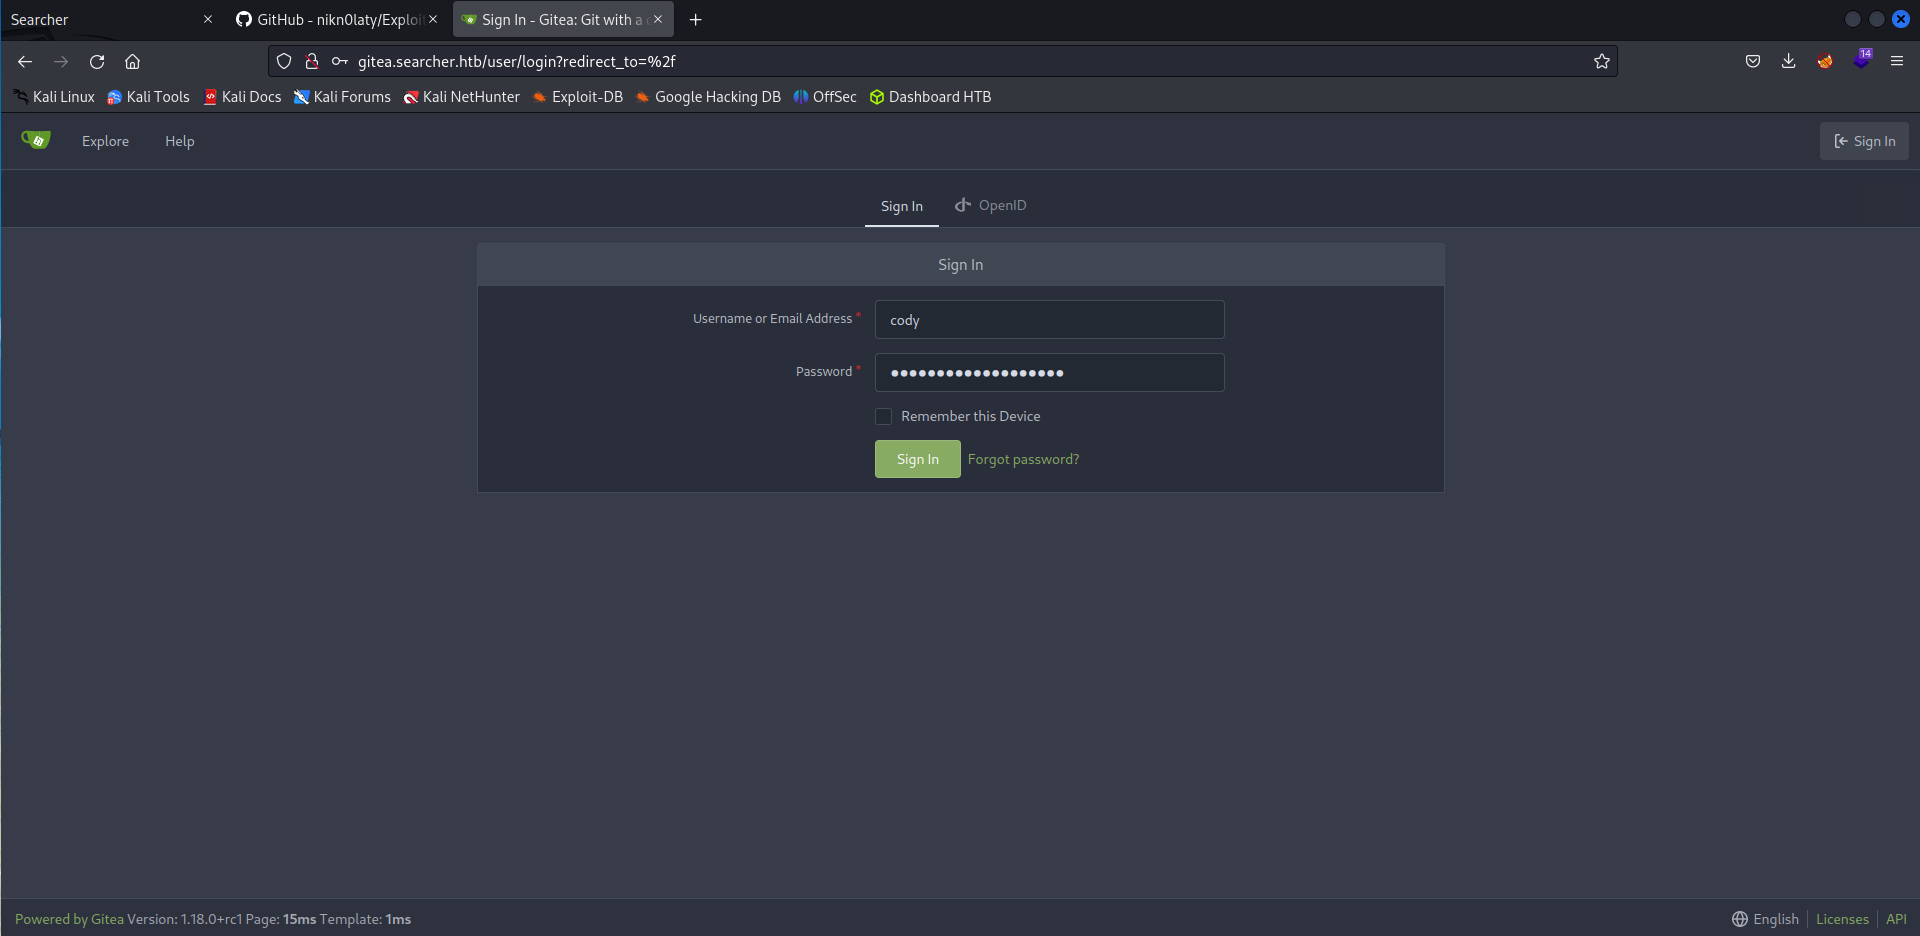 Searcher
GitHub - nikn0laty/Exploi
Sign In - Gitea: Git with a
gitea.searcher.htb/user/login?redirect_to=%2f
14
Kali Linux Kali Tools Kali Docs Kali Forums Kali NetHunter Exploit-DB Google Hacking DB OffSec Dashboard HTB
Explore Help Sign In
Sign In OpenID
Sign In
Username or Email Address *
cody
Password *
●●●●●●●●●●●●●●●●●●●
Remember this Device
Sign In Forgot password?
Powered by Gitea Version: 1.18.0+rc1 Page: 15ms Template: 1ms
English Licenses API